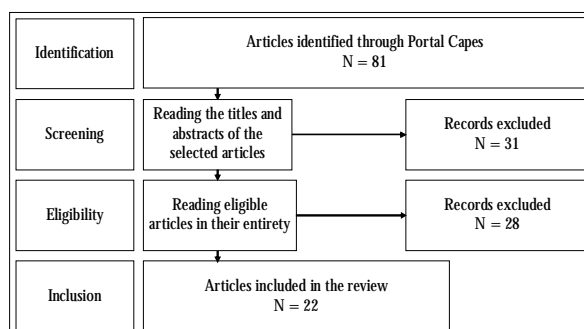 Identification
Articles identified through Portal Capes
N = 81
Screening
Reading the titles and
abstracts of the
selected articles
Records excluded
N = 31
Eligibility
Reading eligible
articles in their entirety
Records excluded
N = 28
Inclusion
Articles included in the review
N = 22